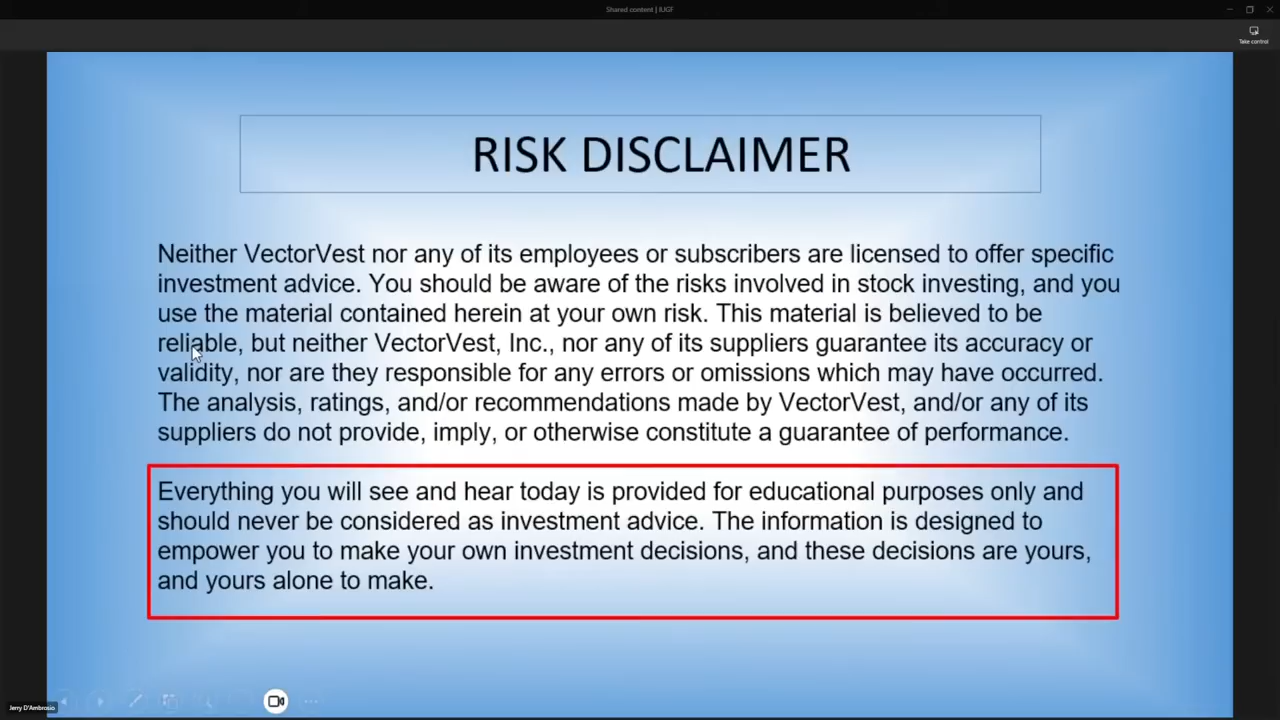 Shared content | IUGF
Take control
RISK DISCLAIMER
Neither VectorVest nor any of its employees or subscribers are licensed to offer specific
investment advice. You should be aware of the risks involved in stock investing, and you
use the material contained herein at your own risk. This material is believed to be
reliable, but neither VectorVest, Inc., nor any of its suppliers guarantee its accuracy or
validity, nor are they responsible for any errors or omissions which may have occurred.
The analysis, ratings, and/or recommendations made by VectorVest, and/or any of its
suppliers do not provide, imply, or otherwise constitute a guarantee of performance.
Everything you will see and hear today is provided for educational purposes only and
should never be considered as investment advice. The information is designed to
empower you to make your own investment decisions, and these decisions are yours,
and yours alone to make.
Jerry D'Ambrosio